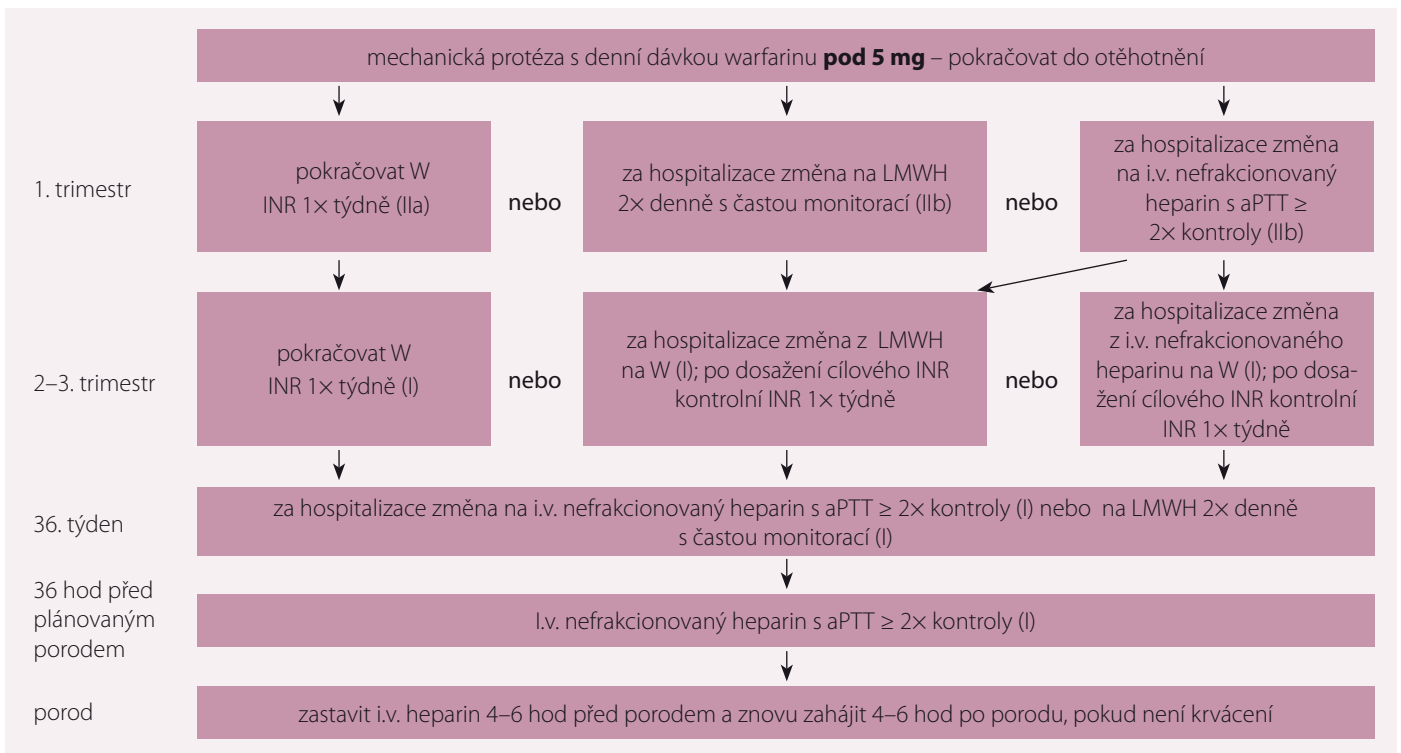 mechanická protéza s denní dávkou warfarinu pod 5 mg – pokračovat do otěhotnění
1. trimestr
pokračovat W
INR 1× týdně (IIa)
nebo
za hospitalizace změna na LMWH
2× denně s častou monitorací (IIb)
nebo
za hospitalizace změna
na i.v. nefrakcionovaný
heparin s aPTT ≥
2× kontroly (IIb)
2–3. trimestr
pokračovat W
INR 1× týdně (I)
nebo
za hospitalizace změna z LMWH
na W (I); po dosažení cílového INR
kontrolní INR 1× týdně
nebo
za hospitalizace změna
z i.v. nefrakcionovaného
heparinu na W (I); po dosa-
žení cílového INR kontrolní
INR 1× týdně
36. týden
za hospitalizace změna na i.v. nefrakcionovaný heparin s aPTT ≥ 2× kontroly (I) nebo na LMWH 2× denně
s častou monitorací (I)
36 hod před
plánovaným
porodem
I.v. nefrakcionovaný heparin s aPTT ≥ 2× kontroly (I)
porod
zastavit i.v. heparin 4–6 hod před porodem a znovu zahájit 4–6 hod po porodu, pokud není krvácení